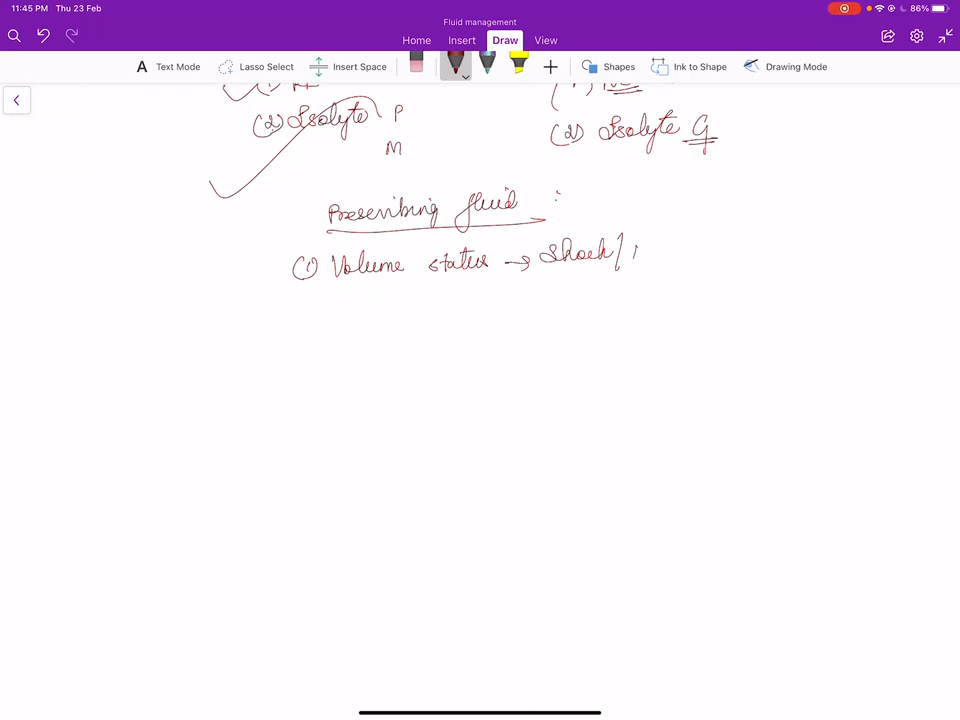 11:45 PM Thu 23 Feb 86%
Fluid management
Home Insert Draw View
A Text Mode Lasso Select Insert Space Shapes Ink to Shape Drawing Mode
(2) Isolyte P
M
(2) Isolyte G
Prescribing fluid :
(1) Volume status → Shock/